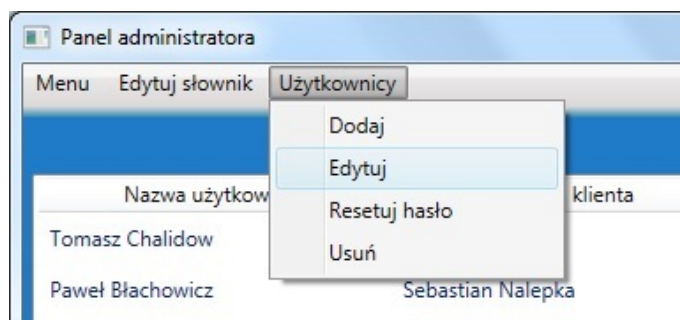 Panel administratora
Menu Edytuj słownik Użytkownicy
Dodaj
Edytuj
Resetuj hasło
Usuń
Nazwa użytkow klienta
Tomasz Chalidow
Paweł Błachowicz Sebastian Nalepka